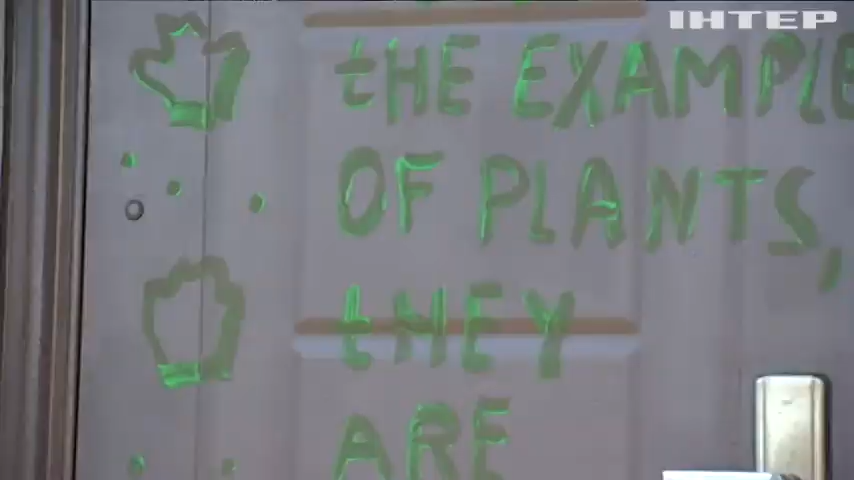 ІНТЕР
tHE EXAMPLE
OF PLANTS,
tHEY
ARE